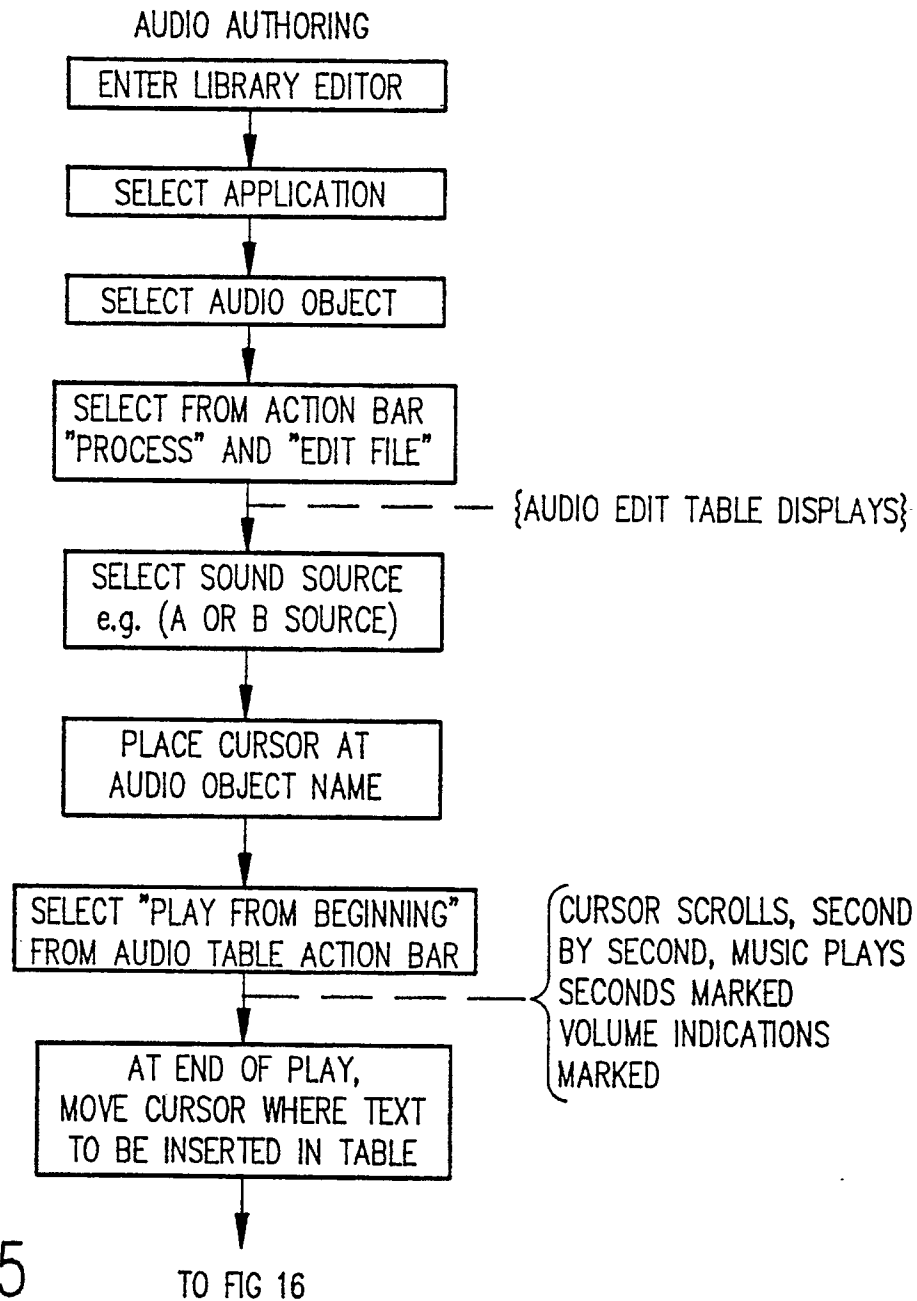 AUDIO AUTHORING
ENTER LIBRARY EDITOR
SELECT APPLICATION
SELECT AUDIO OBJECT
SELECT FROM ACTION BAR
"PROCESS" AND "EDIT FILE"
{AUDIO EDIT TABLE DISPLAYS}
SELECT SOUND SOURCE
e.g. (A OR B SOURCE)
PLACE CURSOR AT
AUDIO OBJECT NAME
SELECT "PLAY FROM BEGINNING"
FROM AUDIO TABLE ACTION BAR
CURSOR SCROLLS, SECOND
BY SECOND, MUSIC PLAYS
SECONDS MARKED
VOLUME INDICATIONS
MARKED
AT END OF PLAY,
MOVE CURSOR WHERE TEXT
TO BE INSERTED IN TABLE
5
TO FIG 16